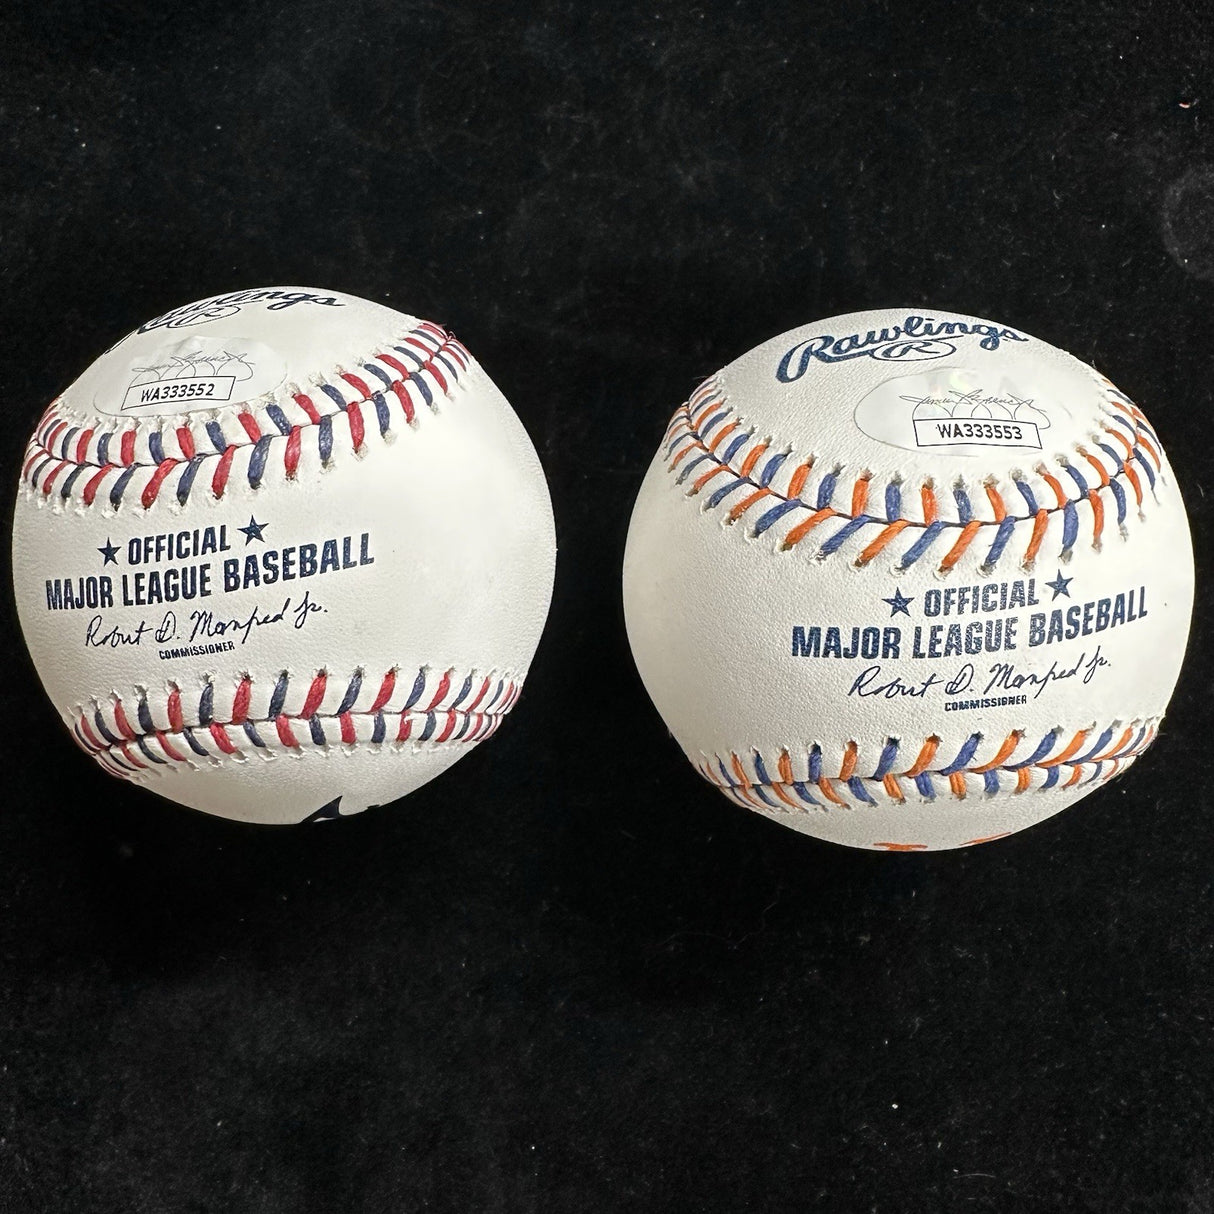 Rawlings
R
WA333552
★ OFFICIAL ★
MAJOR LEAGUE BASEBALL
Robert D. Manfred Jr.
COMMISSIONER
Rawlings
R
WA333553
★ OFFICIAL ★
MAJOR LEAGUE BASEBALL
Robert D. Manfred Jr.
COMMISSIONER